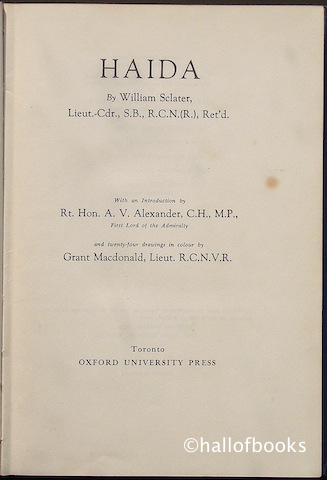 HAIDA
By William Sclater,
Lieut.-Cdr., S.B., R.C.N.(R.), Ret'd.
With an Introduction by
Rt. Hon. A. V. Alexander, C.H., M.P.,
First Lord of the Admiralty
and twenty-four drawings in colour by
Grant Macdonald, Lieut. R.C.N.V.R.
Toronto
OXFORD UNIVERSITY PRESS
©hallofbooks